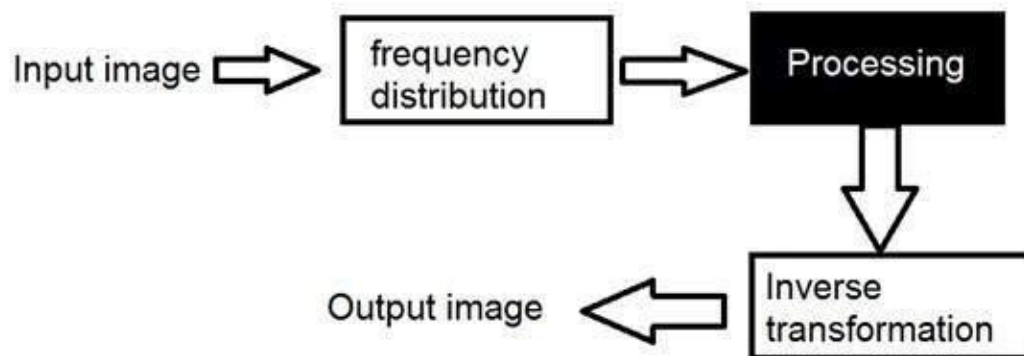 Input image
frequency
distribution
Processing
Inverse
transformation
Output image